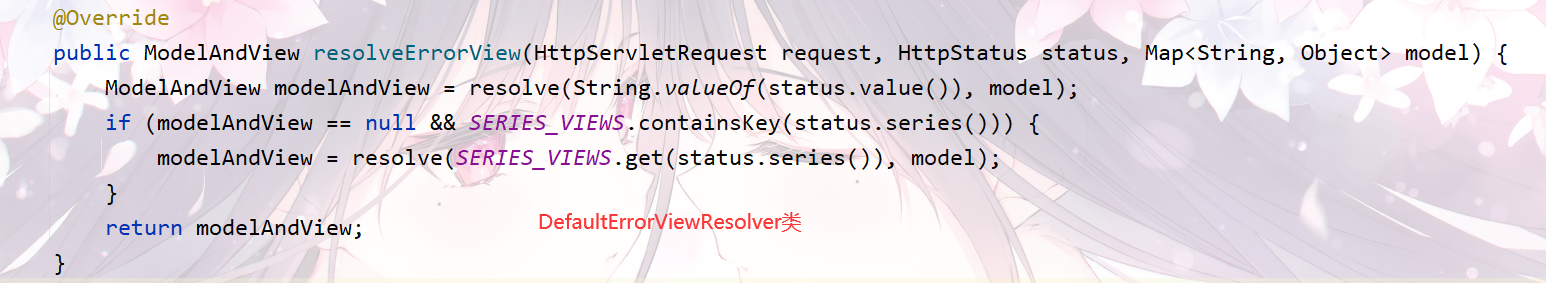 @Override
public ModelAndView resolveErrorView(HttpServletRequest request, HttpStatus status, Map<String, Object> model) {
    ModelAndView modelAndView = resolve(String.valueOf(status.value()), model);
    if (modelAndView == null && SERIES_VIEWS.containsKey(status.series())) {
        modelAndView = resolve(SERIES_VIEWS.get(status.series()), model);
    }
    return modelAndView;
DefaultErrorViewResolver类
}